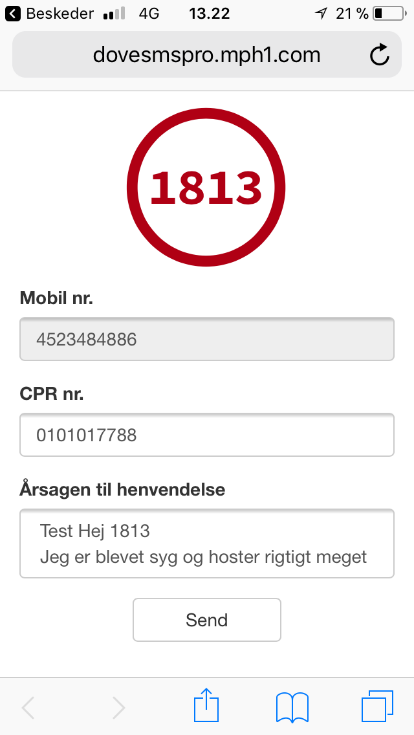 Beskeder 4G 13.22 21 %
dovesmspro.mph1.com
1813
Mobil nr.
4523484886
CPR nr.
0101017788
Årsagen til henvendelse
Test Hej 1813
Jeg er blevet syg og hoster rigtigt meget
Send